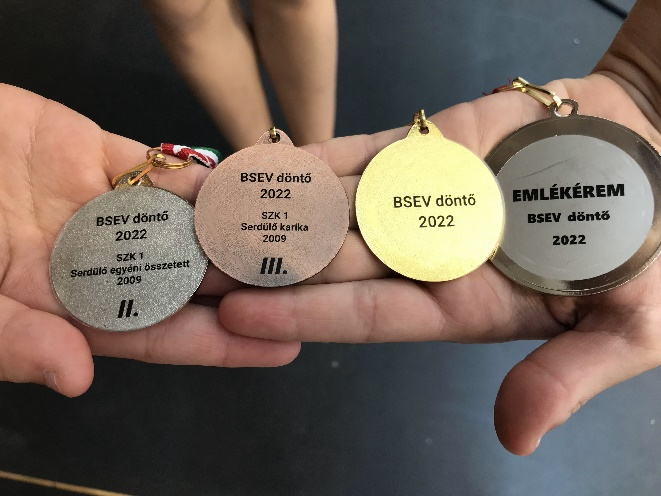 BSEV döntő
2022
SZK 1
Serdülő egyéni összetett
2009
II.
BSEV döntő
2022
SZK 1
Serdülő karika
2009
III.
BSEV döntő
2022
EMLÉKÉREM
BSEV döntő
2022